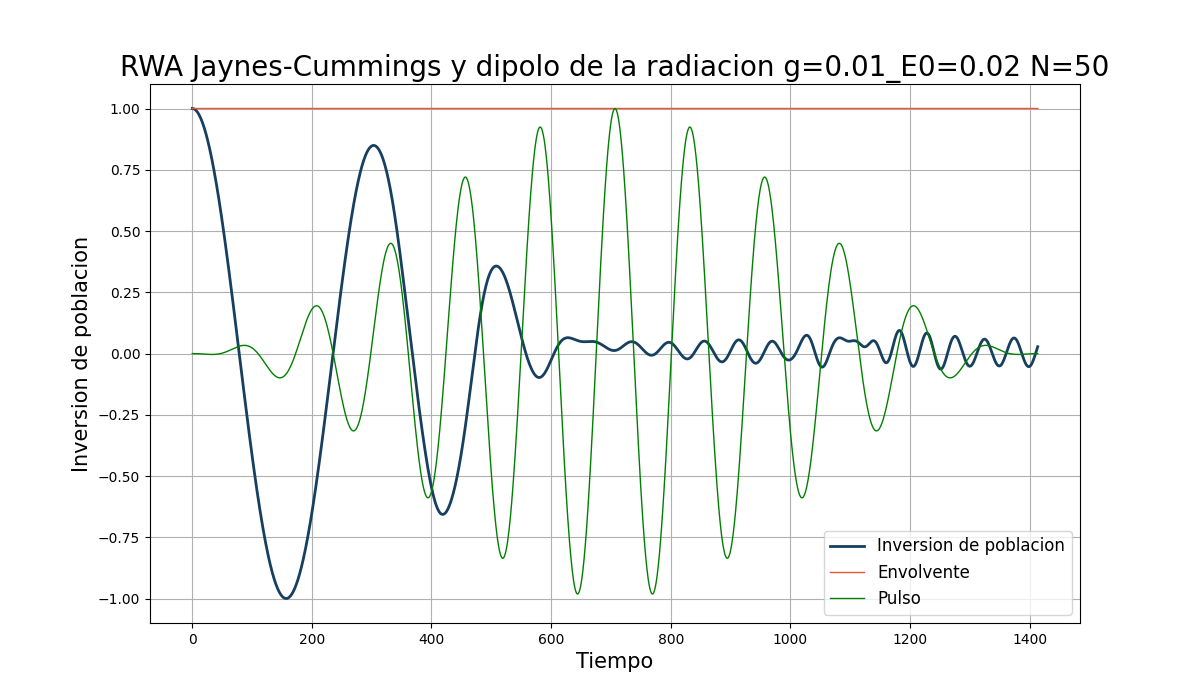 RWA Jaynes-Cummings y dipolo de la radiacion g=0.01_E0=0.02 N=50
1.00
0.75
0.50
0.25
0.00
−0.25
−0.50
−0.75
−1.00
Inversion de poblacion
Inversion de poblacion
Envolvente
Pulso
0 200 400 600 800 1000 1200 1400
Tiempo